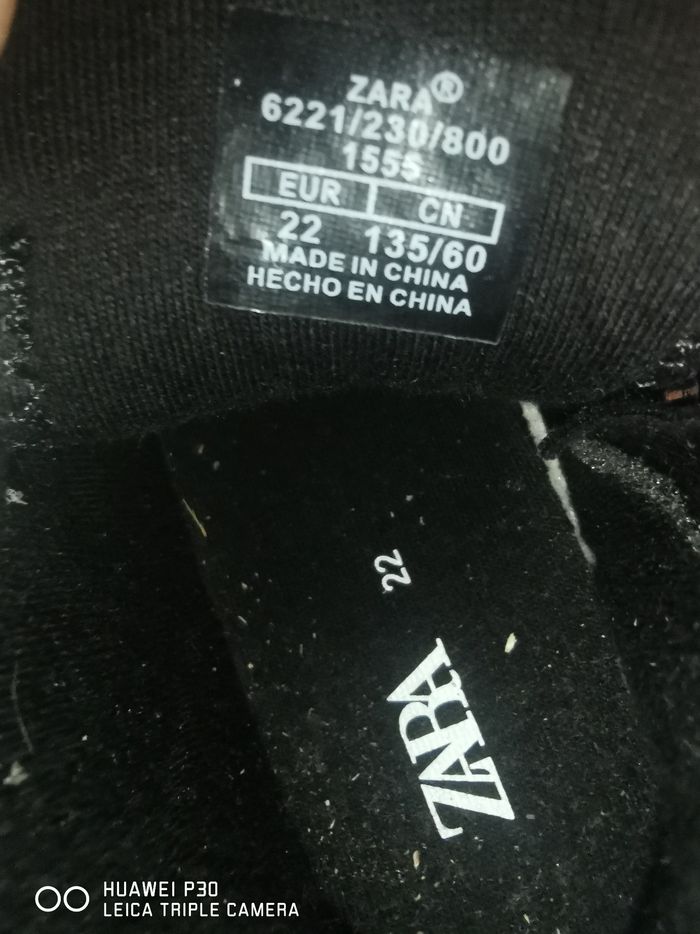 ZARA®
6221/230/800
1555
EUR CN
22 135/60
MADE IN CHINA
HECHO EN CHINA
22
ZARA
HUAWEI P30
LEICA TRIPLE CAMERA